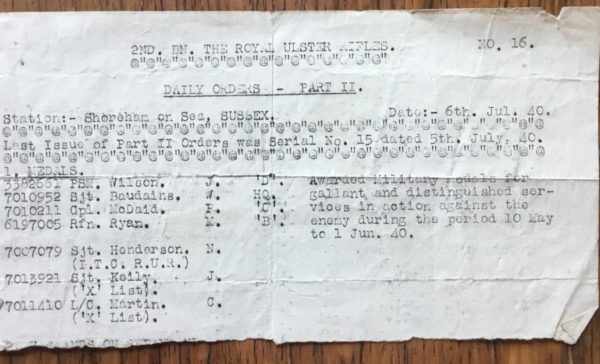 2ND. BN. THE ROYAL ULSTER RIFLES. NO. 16.
@"@"@"@"@"@"@"@"@"@"@"@"@"@"@"@"
DAILY ORDERS - PART II.
Station:- Shoreham on Sea, SUSSEX. Date:- 6th. Jul. 40.
@"@"@"@"@"@"@"@"@"@"@"@"@"@"@"@"@"@"@"@"@"@"@"@"@"@"@"@
Last Issue of Part II Orders was Serial No. 15 dated 5th. July. 40.
@"@"@"@"@"@"@"@"@"@"@"@"@"@"@"@"@"@"@"@"@"@"@"@"@"@"@"@
1. MEDALS.
3382661 PSM. Wilson. J. 'D'. Awarded Military Medals for
7010952 Sjt. Baudains. W. HQ. gallant and distinguished ser-
7010211 Cpl. McDaid. P. 'C'. vices in action against the
6197005 Rfn. Ryan. 'B'. enemy during the period 10 May
to 1 Jun. 40.
7007079 Sjt. Henderson. N.
(I.T.C. R.U.R.)
7013921 Sjt. Keily. J.
('X' List).
7011410 L/C. Martin. C.
('X' List).